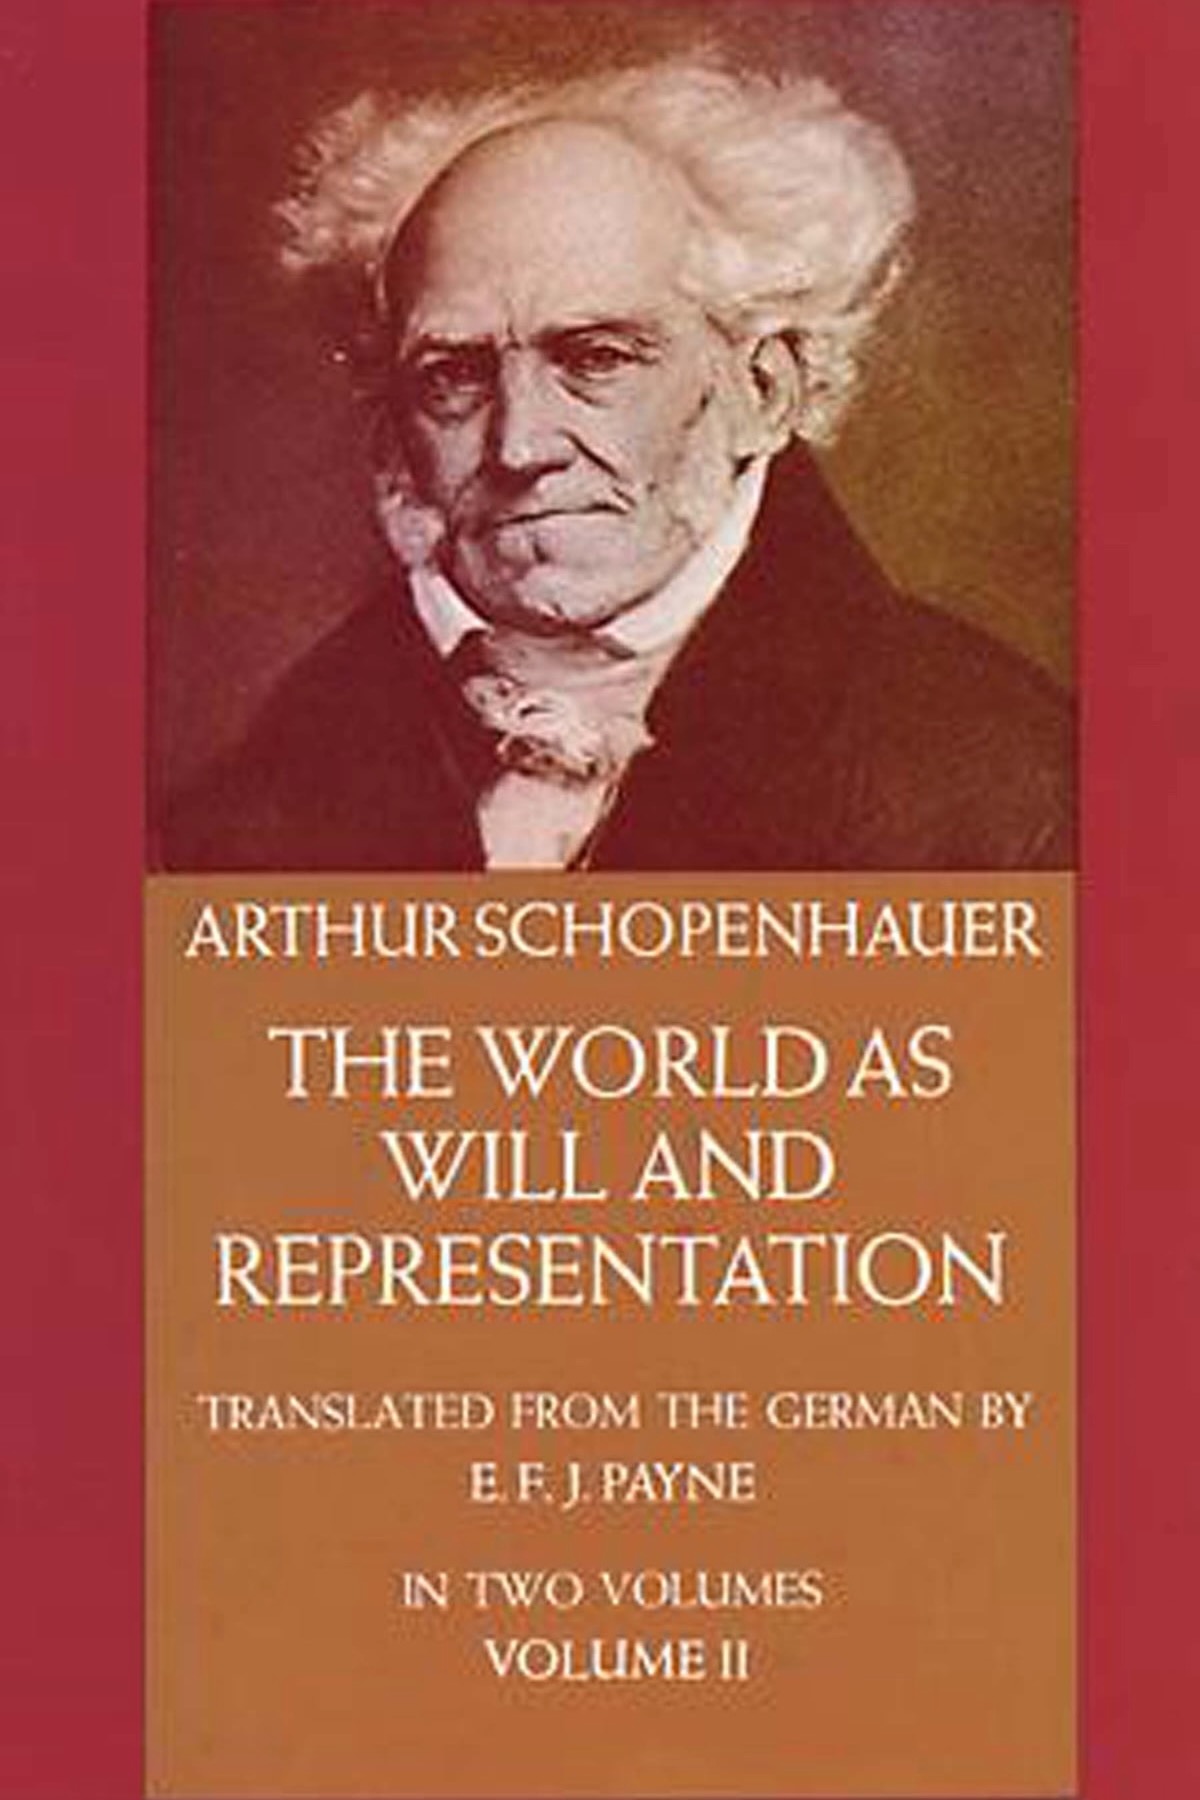 ARTHUR SCHOPENHAUER
THE WORLD AS
WILL AND
REPRESENTATION
TRANSLATED FROM THE GERMAN BY
E. F. J. PAYNE
IN TWO VOLUMES
VOLUME II